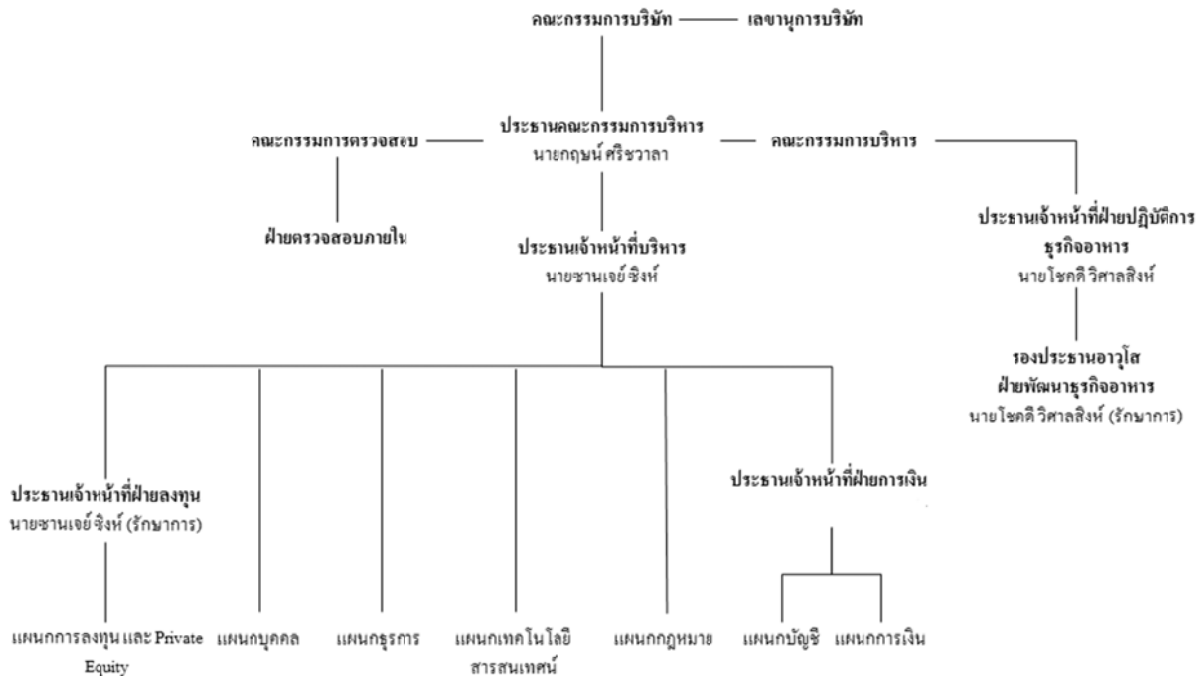 คณะกรรมการบริษัท
เลขานุการบริษัท
คณะกรรมการตรวจสอบ
ประธานคณะกรรมการบริหาร
นายกฤษน์ ศรีชวาลา
คณะกรรมการบริหาร
ฝ่ายตรวจสอบภายใน
ประธานเจ้าหน้าที่บริหาร
นายซานเจย์ ซิงห์
ประธานเจ้าหน้าที่ฝ่ายปฏิบัติการ
ธุรกิจอาหาร
นายโชคดี วิศาลสิงห์
รองประธานอาวุโส
ฝ่ายพัฒนาธุรกิจอาหาร
นายโชคดี วิศาลสิงห์ (รักษาการ)
ประธานเจ้าหน้าที่ฝ่ายลงทุน
นายซานเจย์ ซิงห์ (รักษาการ)
ประธานเจ้าหน้าที่ฝ่ายการเงิน
แผนกการลงทุน และ Private
Equity
แผนกบุคคล
แผนกธุรการ
แผนกเทคโนโลยี
สารสนเทศน์
แผนกกฎหมาย
แผนกบัญชี
แผนกการเงิน